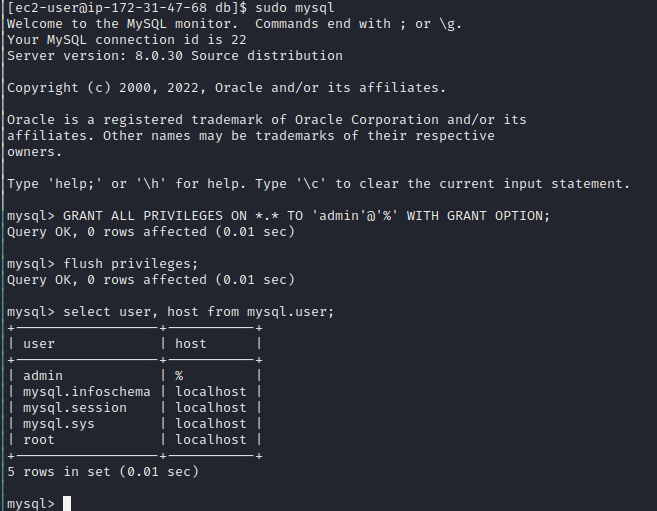 [ec2-user@ip-172-31-47-68 db]$ sudo mysql
Welcome to the MySQL monitor.  Commands end with ; or \g.
Your MySQL connection id is 22
Server version: 8.0.30 Source distribution

Copyright (c) 2000, 2022, Oracle and/or its affiliates.

Oracle is a registered trademark of Oracle Corporation and/or its
affiliates. Other names may be trademarks of their respective
owners.

Type 'help;' or '\h' for help. Type '\c' to clear the current input statement.

mysql> GRANT ALL PRIVILEGES ON *.* TO 'admin'@'%' WITH GRANT OPTION;
Query OK, 0 rows affected (0.01 sec)

mysql> flush privileges;
Query OK, 0 rows affected (0.01 sec)

mysql> select user, host from mysql.user;
+------------------+-----------+
| user             | host      |
+------------------+-----------+
| admin            | %         |
| mysql.infoschema | localhost |
| mysql.session    | localhost |
| mysql.sys        | localhost |
| root             | localhost |
+------------------+-----------+
5 rows in set (0.01 sec)

mysql>